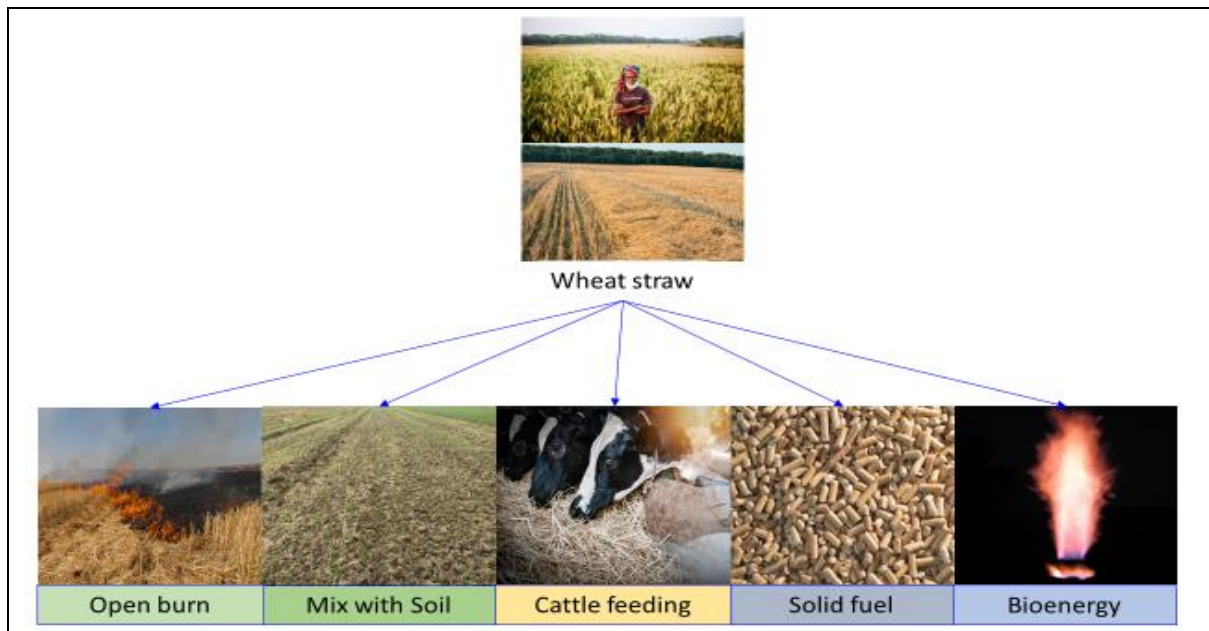 Wheat straw
Open burn
Mix with Soil
Cattle feeding
Solid fuel
Bioenergy